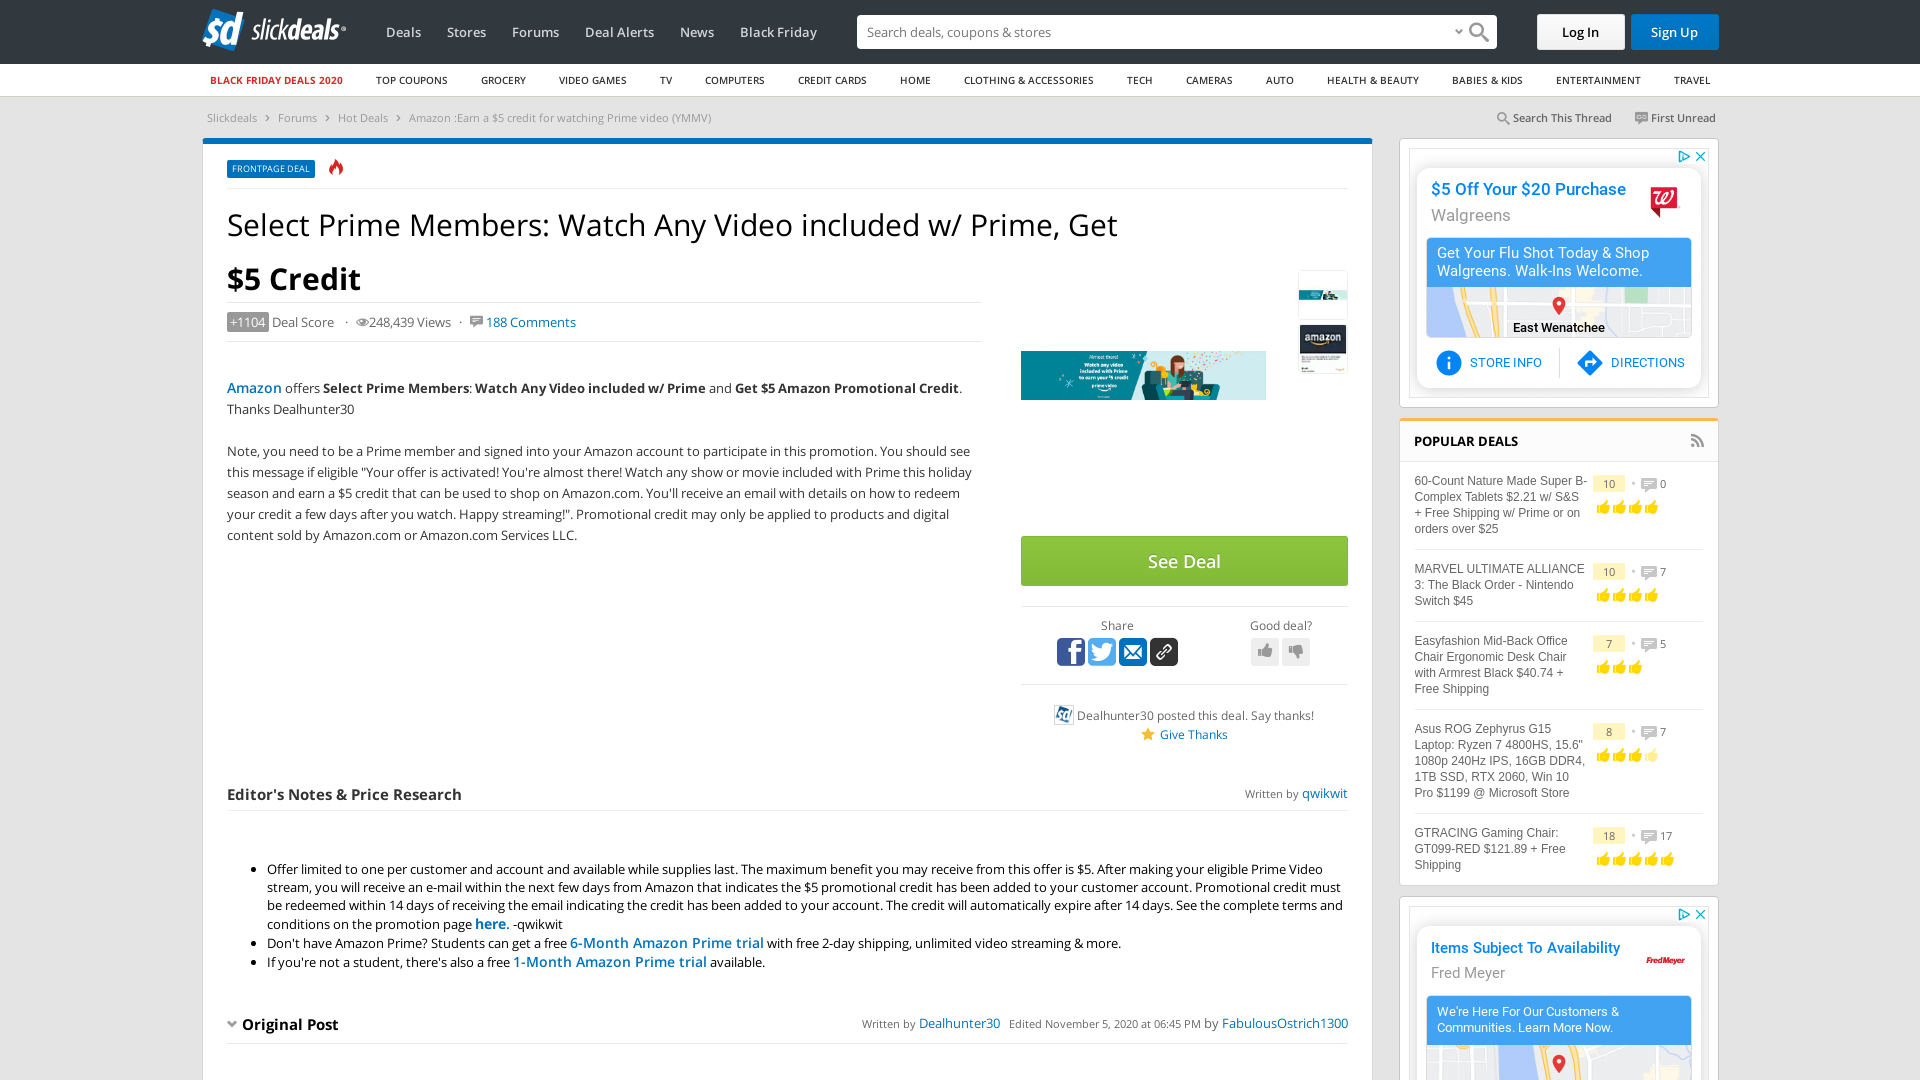 slickdeals
Deals Stores Forums Deal Alerts News Black Friday
Search deals, coupons & stores
Log In
Sign Up
BLACK FRIDAY DEALS 2020 TOP COUPONS GROCERY VIDEO GAMES TV COMPUTERS CREDIT CARDS HOME CLOTHING & ACCESSORIES TECH CAMERAS AUTO HEALTH & BEAUTY BABIES & KIDS ENTERTAINMENT TRAVEL
Slickdeals > Forums > Hot Deals > Amazon :Earn a $5 credit for watching Prime video (YMMV)
Search This Thread
First Unread
FRONTPAGE DEAL
Select Prime Members: Watch Any Video included w/ Prime, Get
$5 Credit
+1104 Deal Score · 248,439 Views · 188 Comments
Amazon offers Select Prime Members: Watch Any Video included w/ Prime and Get $5 Amazon Promotional Credit.
Thanks Dealhunter30
Note, you need to be a Prime member and signed into your Amazon account to participate in this promotion. You should see
this message if eligible "Your offer is activated! You're almost there! Watch any show or movie included with Prime this holiday
season and earn a $5 credit that can be used to shop on Amazon.com. You'll receive an email with details on how to redeem
your credit a few days after you watch. Happy streaming!". Promotional credit may only be applied to products and digital
content sold by Amazon.com or Amazon.com Services LLC.
Almost there!
Watch any video
included with Prime
to earn your $5 credit
prime video
amazon
See Deal
Share
Good deal?
Dealhunter30 posted this deal. Say thanks!
Give Thanks
Editor's Notes & Price Research
Written by qwikwit
• Offer limited to one per customer and account and available while supplies last. The maximum benefit you may receive from this offer is $5. After making your eligible Prime Video
stream, you will receive an e-mail within the next few days from Amazon that indicates the $5 promotional credit has been added to your customer account. Promotional credit must
be redeemed within 14 days of receiving the email indicating the credit has been added to your account. The credit will automatically expire after 14 days. See the complete terms and
conditions on the promotion page here. -qwikwit
• Don't have Amazon Prime? Students can get a free 6-Month Amazon Prime trial with free 2-day shipping, unlimited video streaming & more.
• If you're not a student, there's also a free 1-Month Amazon Prime trial available.
Original Post
Written by Dealhunter30 Edited November 5, 2020 at 06:45 PM by FabulousOstrich1300
$5 Off Your $20 Purchase
Walgreens
Get Your Flu Shot Today & Shop
Walgreens. Walk-Ins Welcome.
East Wenatchee
STORE INFO
DIRECTIONS
POPULAR DEALS
60-Count Nature Made Super B-
Complex Tablets $2.21 w/ S&S
+ Free Shipping w/ Prime or on
orders over $25
10 • 0
MARVEL ULTIMATE ALLIANCE
3: The Black Order - Nintendo
Switch $45
10 • 7
Easyfashion Mid-Back Office
Chair Ergonomic Desk Chair
with Armrest Black $40.74 +
Free Shipping
7 • 5
Asus ROG Zephyrus G15
Laptop: Ryzen 7 4800HS, 15.6"
1080p 240Hz IPS, 16GB DDR4,
1TB SSD, RTX 2060, Win 10
Pro $1199 @ Microsoft Store
8 • 7
GTRACING Gaming Chair:
GT099-RED $121.89 + Free
Shipping
18 • 17
Items Subject To Availability
Fred Meyer
Fred Meyer
We're Here For Our Customers &
Communities. Learn More Now.